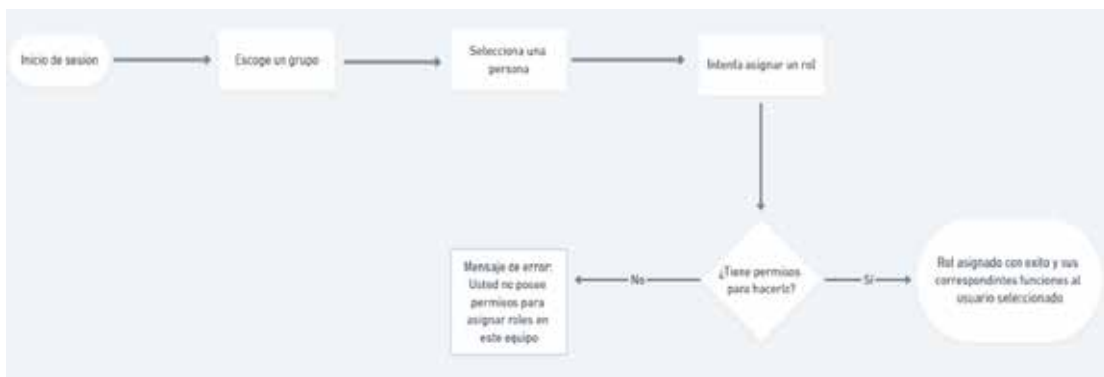 Inicio de sesion
Escoge un grupo
Selecciona una
persona
Intenta asignar un rol
¿Tiene permisos
para hacerlo?
No
Si
Mensaje de error:
Usted no posee
permisos para
asignar roles en
este equipo
Rol asignado con exito y sus
correspondintes funciones al
usuario seleccionado